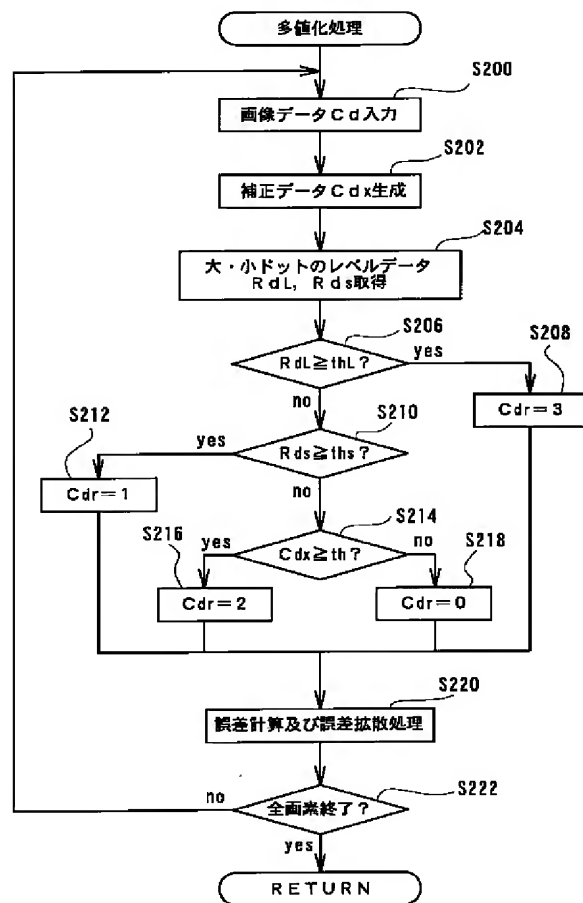 多値化処理
S200
画像データCd入力
S202
補正データCdx生成
S204
大・小ドットのレベルデータ
RdL, Rds取得
S206
RdL≧thL?
yes
S208
Cdr=3
no
S210
S212
yes
Rds≧ths?
Cdr=1
no
S214
S216
yes
Cdx≧th?
no
S218
Cdr=2
Cdr=0
S220
誤差計算及び誤差拡散処理
S222
no
全画素終了?
yes
RETURN